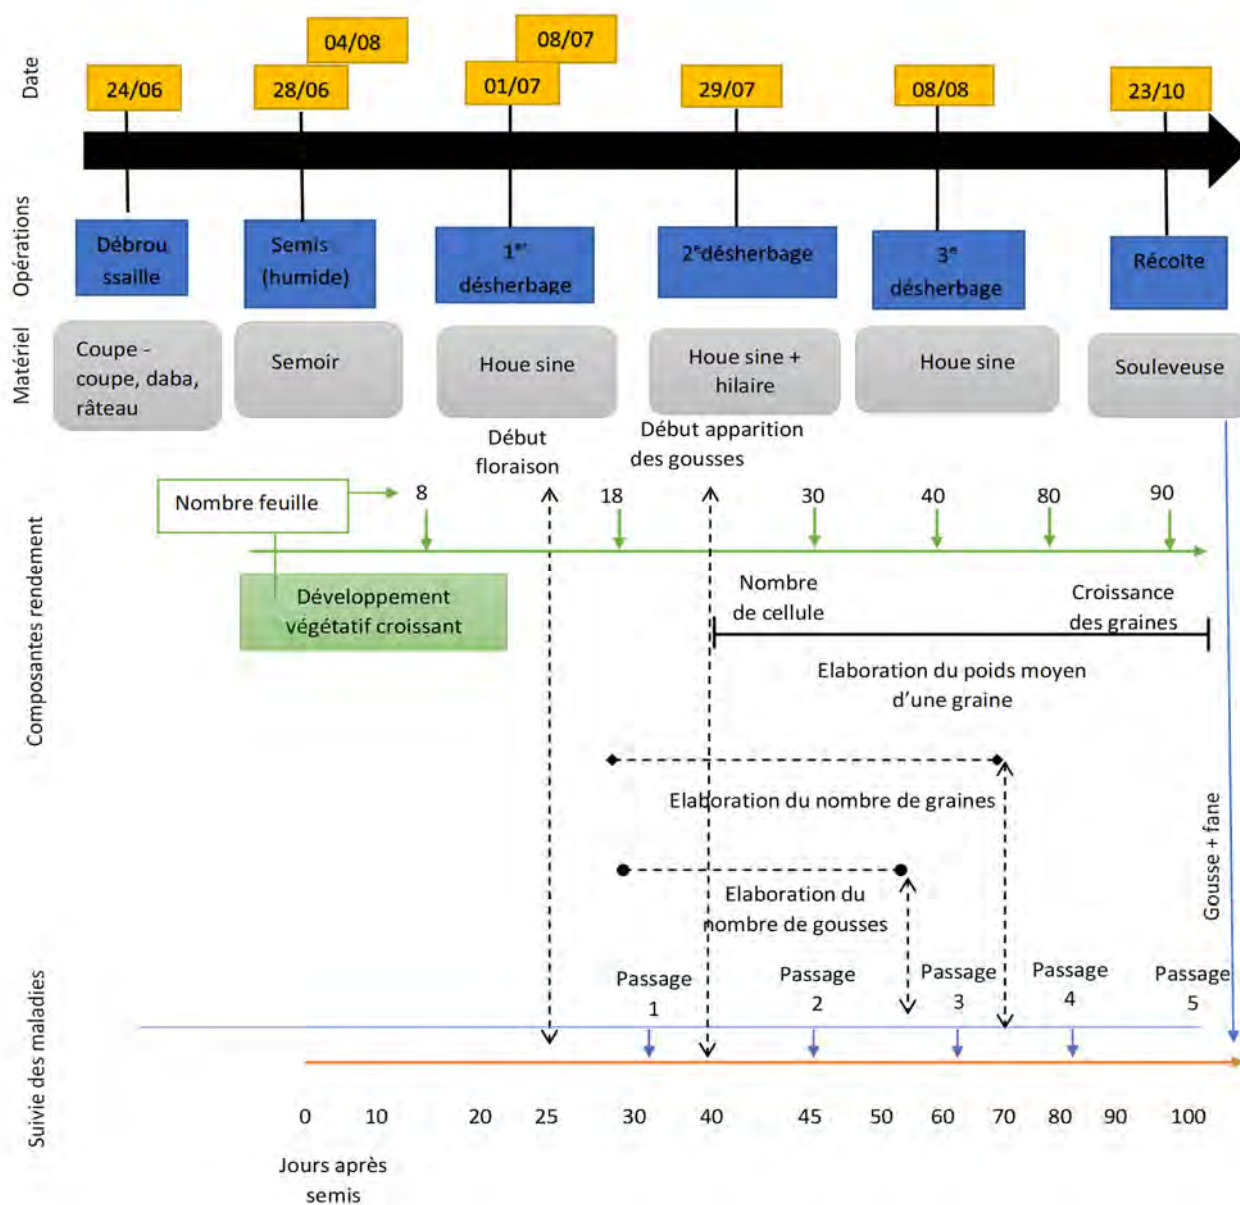 Date
04/08
08/07
24/06
28/06
01/07
29/07
08/08
23/10
Opérations
Débrou
ssaille
Semis
(humide)
1er
désherbage
2e désherbage
3e
désherbage
Récolte
Matériel
Coupe -
coupe, daba,
râteau
Semoir
Houe sine
Houe sine +
hilaire
Houe sine
Souleveuse
Composantes rendement
Début
floraison
Début apparition
des gousses
Nombre feuille
8
18
30
40
80
90
Développement
végétatif croissant
Nombre
de cellule
Croissance
des graines
Elaboration du poids moyen
d'une graine
Elaboration du nombre de graines
Elaboration du
nombre de gousses
Gousse + fane
Suivie des maladies
Passage
1
Passage
2
Passage
3
Passage
4
Passage
5
0 10 20 25 30 40 45 50 60 70 80 90 100
Jours après
semis